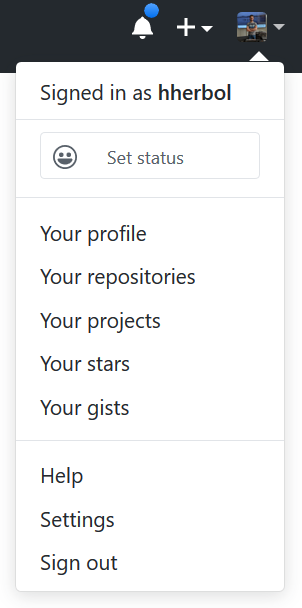 Signed in as hherbol
Set status
Your profile
Your repositories
Your projects
Your stars
Your gists
Help
Settings
Sign out